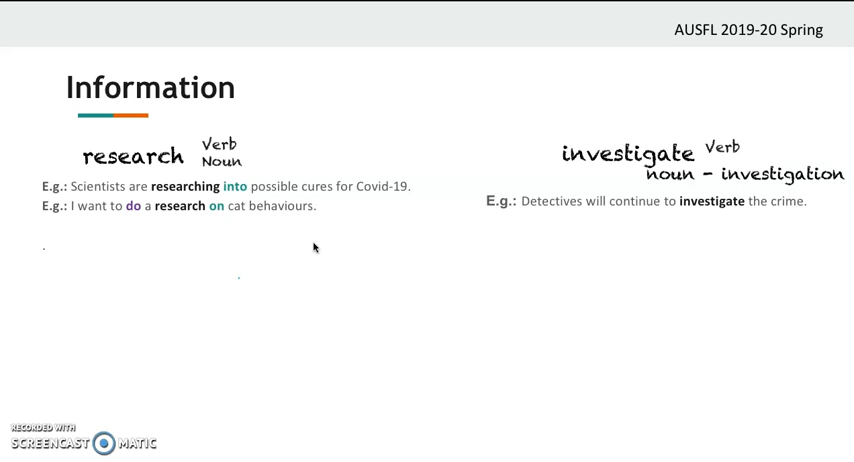 AUSFL 2019-20 Spring
Information
research Verb
Noun
E.g.: Scientists are researching into possible cures for Covid-19.
E.g.: I want to do a research on cat behaviours.
investigate Verb
noun - investigation
E.g.: Detectives will continue to investigate the crime.
RECORDED WITH
SCREENCAST MATIC